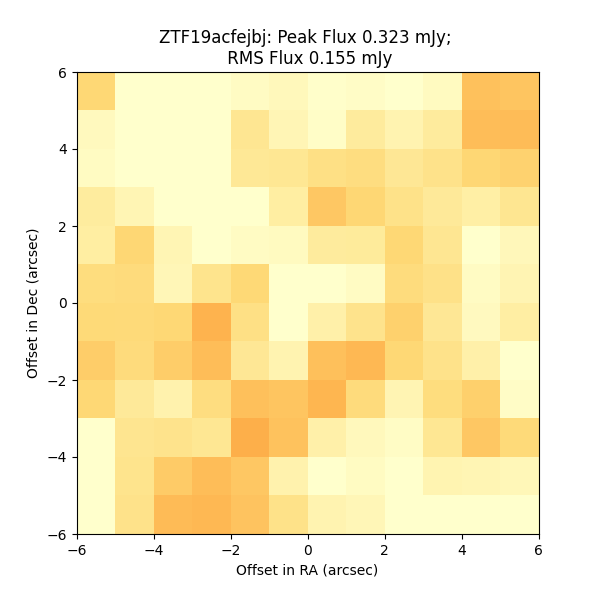 ZTF19acfejbj: Peak Flux 0.323 mJy;
RMS Flux 0.155 mJy
6
4
2
0
−2
−4
−6
Offset in Dec (arcsec)
−6 −4 −2 0 2 4 6
Offset in RA (arcsec)